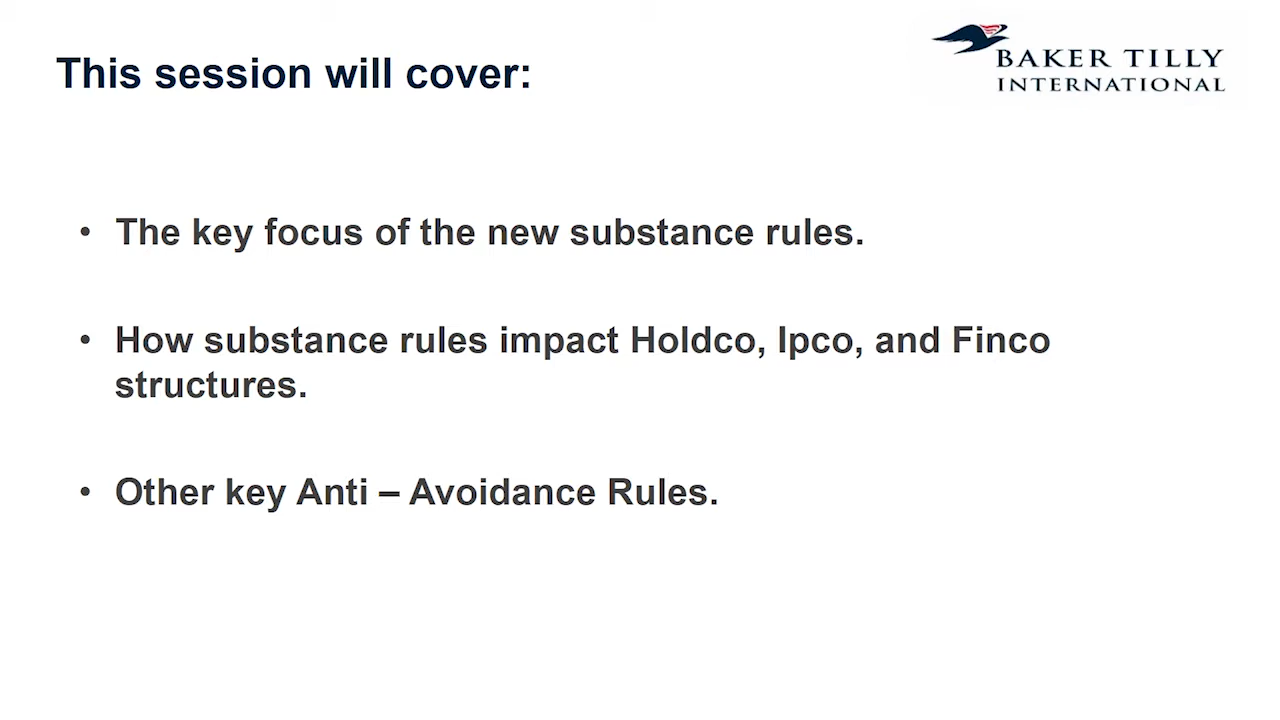 This session will cover:
BAKER TILLY
INTERNATIONAL
• The key focus of the new substance rules.
• How substance rules impact Holdco, Ipco, and Finco
structures.
• Other key Anti – Avoidance Rules.